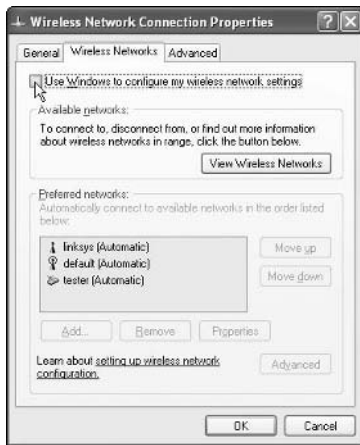 Wireless Network Connection Properties
General Wireless Networks Advanced
Use Windows to configure my wireless network settings
Available networks:
To connect to, disconnect from, or find out more information
about wireless networks in range, click the button below.
View Wireless Networks
Preferred networks:
Automatically connect to available networks in the order listed
below:
linksys (Automatic)
default (Automatic)
tester (Automatic)
Move up
Move down
Add... Remove Properties
Learn about setting up wireless network
configuration.
Advanced
OK Cancel